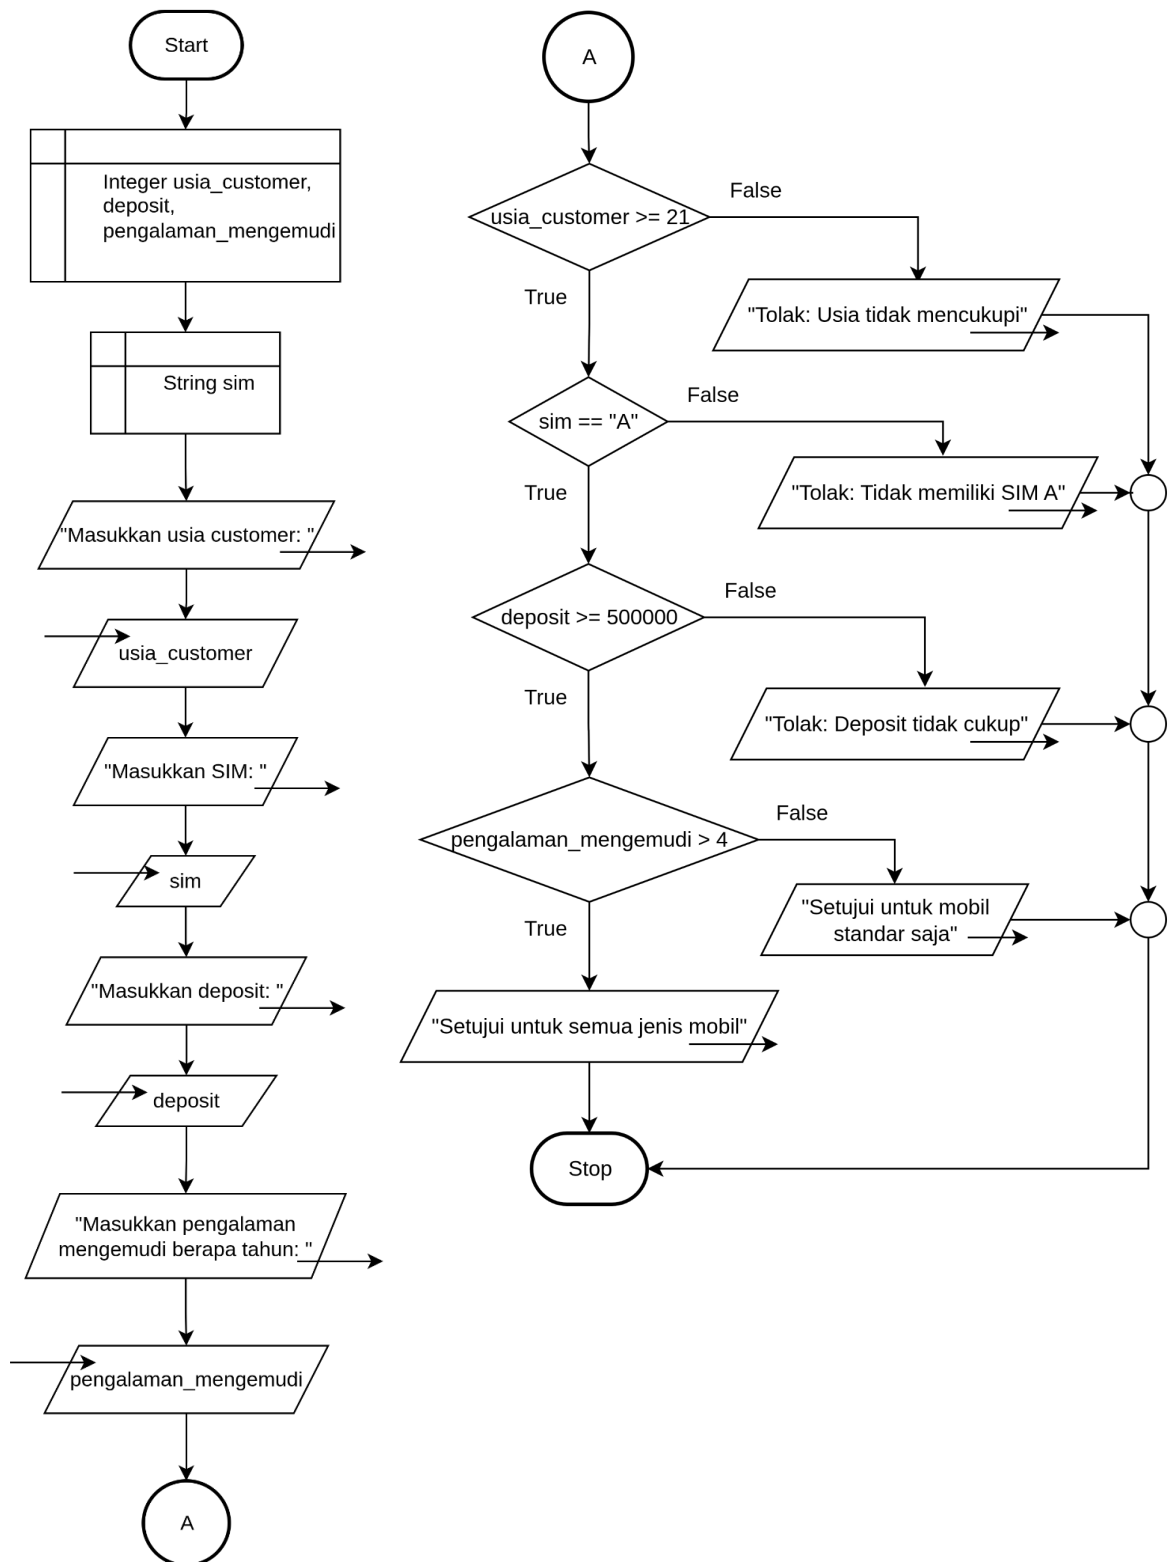 Start
Integer usia_customer,
deposit,
pengalaman_mengemudi
String sim
"Masukkan usia customer: "
usia_customer
"Masukkan SIM: "
sim
"Masukkan deposit: "
deposit
"Masukkan pengalaman
mengemudi berapa tahun: "
pengalaman_mengemudi
A
A
usia_customer >= 21
False
"Tolak: Usia tidak mencukupi"
True
sim == "A"
False
"Tolak: Tidak memiliki SIM A"
True
deposit >= 500000
False
"Tolak: Deposit tidak cukup"
True
pengalaman_mengemudi > 4
False
"Setujui untuk mobil
standar saja"
True
"Setujui untuk semua jenis mobil"
Stop